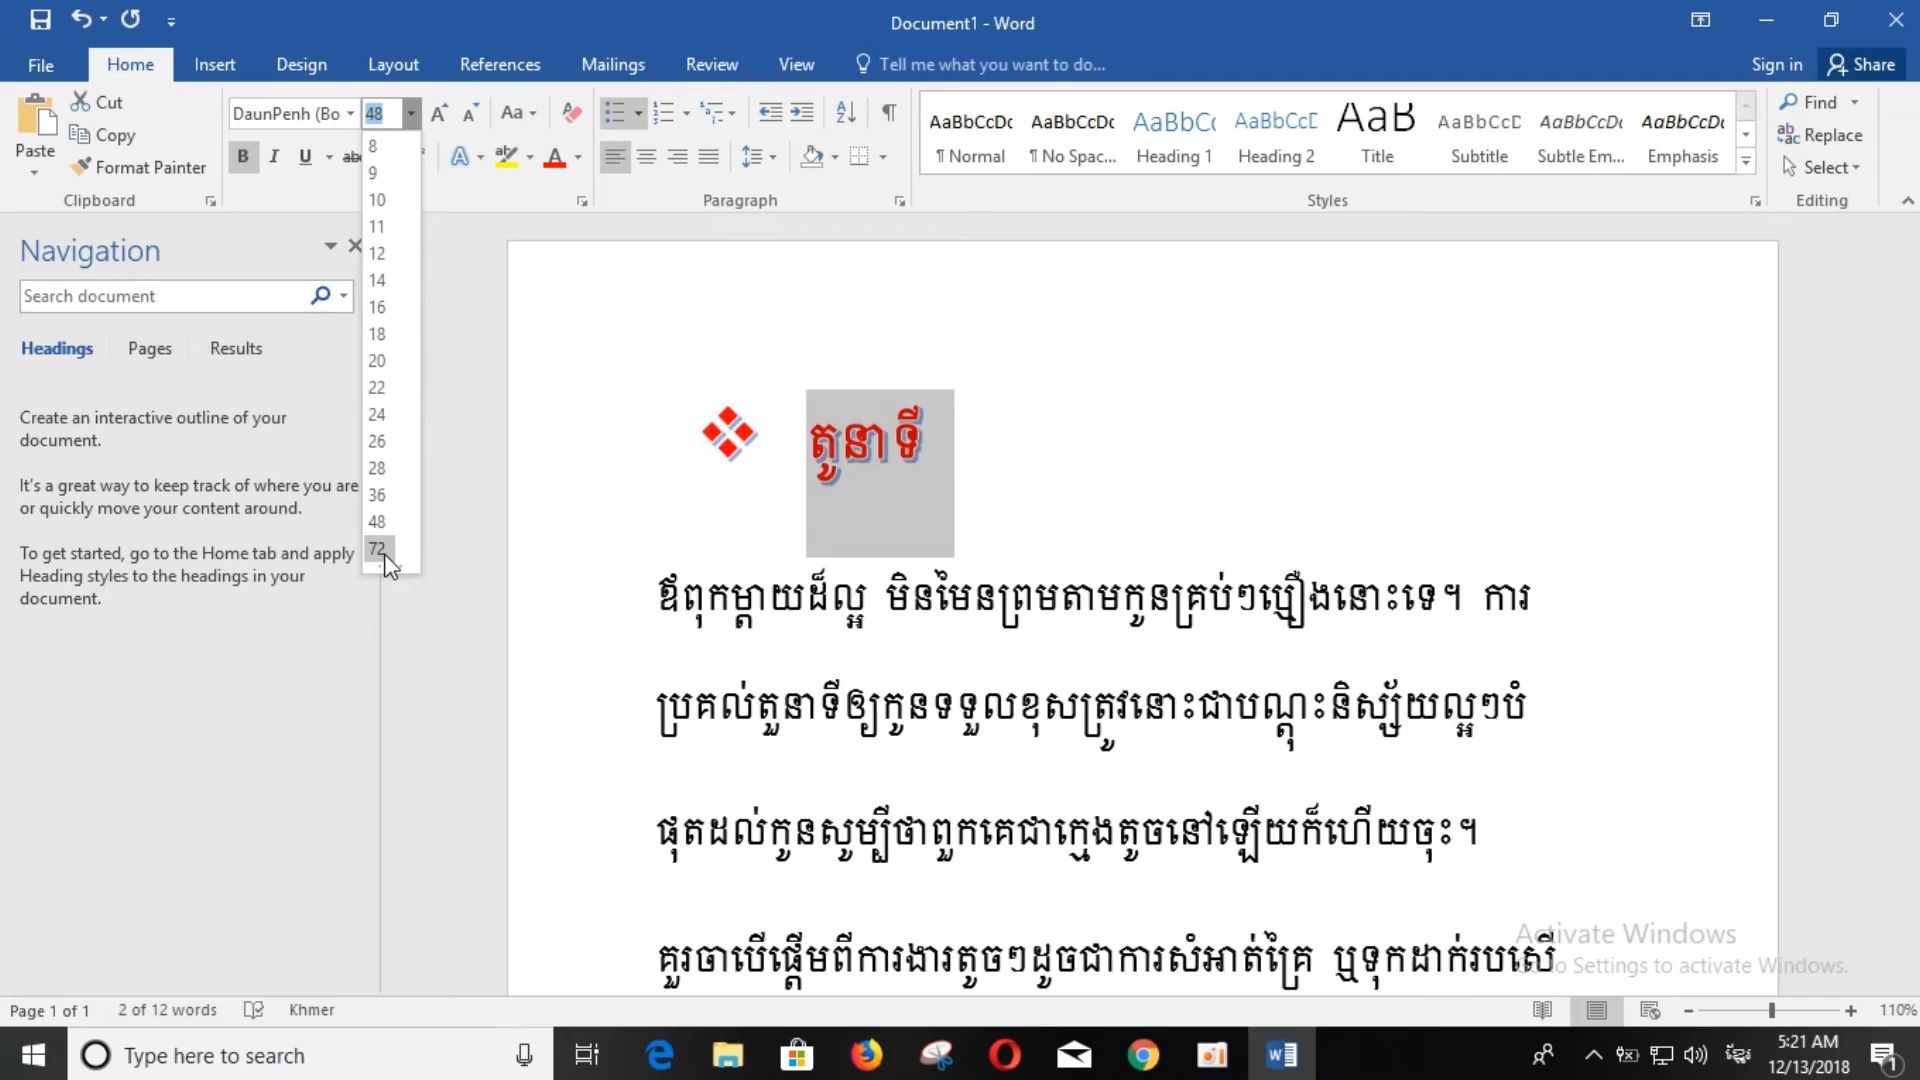 Document1 - Word
File Home Insert Design Layout References Mailings Review View Tell me what you want to do... Sign in Share
Paste Cut Copy Format Painter Clipboard
DaunPenh (Bo 48
B I U abc Aa
Paragraph
AaBbCcDc AaBbCcDc AaBbCc AaBbCcD AaB AaBbCcD AaBbCcDc AaBbCcDc
¶ Normal ¶ No Spac... Heading 1 Heading 2 Title Subtitle Subtle Em... Emphasis
Styles
Find
Replace
Select
Editing
8
9
10
11
12
14
16
18
20
22
24
26
28
36
48
72
Navigation
Search document
Headings Pages Results
Create an interactive outline of your
document.
It's a great way to keep track of where you are
or quickly move your content around.
To get started, go to the Home tab and apply
Heading styles to the headings in your
document.
តួនាទី
ឪពុកម្ដាយដ៏ល្អ មិនមែនព្រមតាមកូនគ្រប់ៗរឿងនោះទេ។ ការ
ប្រគល់តួនាទីឲ្យកូនទទួលខុសត្រូវនោះជាបណ្ដុះនិស្ស័យល្អៗបំ
ផុតដល់កូនសូម្បីថាពួកគេជាក្មេងតូចនៅឡើយក៏ហើយចុះ។
គួរចាប់ផ្ដើមពីការងារតូចៗដូចជាការសំអាត់គ្រែ ឬទុកដាក់របស់
Activate Windows
Go to Settings to activate Windows.
Page 1 of 1 2 of 12 words Khmer 110%
Type here to search
5:21 AM
12/13/2018
1